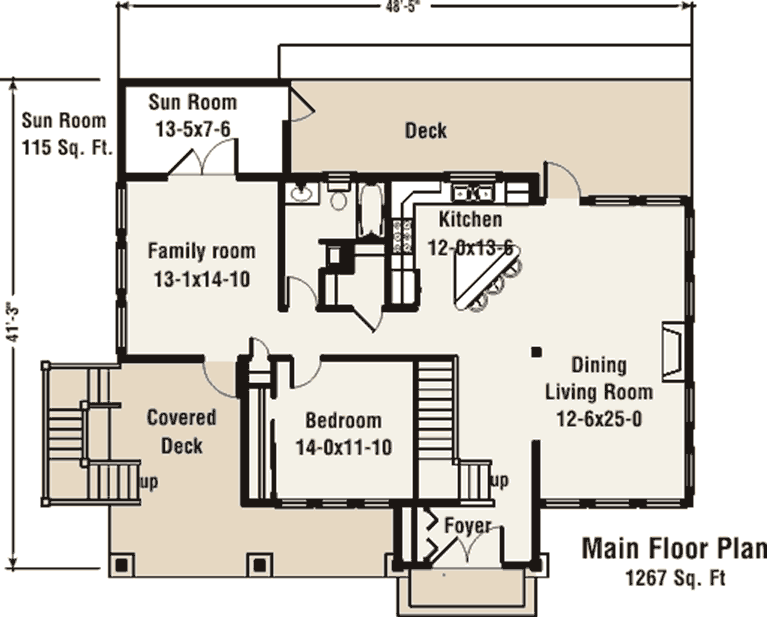 48'-5"
Sun Room
13-5x7-6
Sun Room
115 Sq. Ft.
Deck
Kitchen
12-0x13-6
Family room
13-1x14-10
41'-3"
Dining
Living Room
12-6x25-0
Covered
Deck
Bedroom
14-0x11-10
up
up
Foyer
Main Floor Plan
1267 Sq. Ft